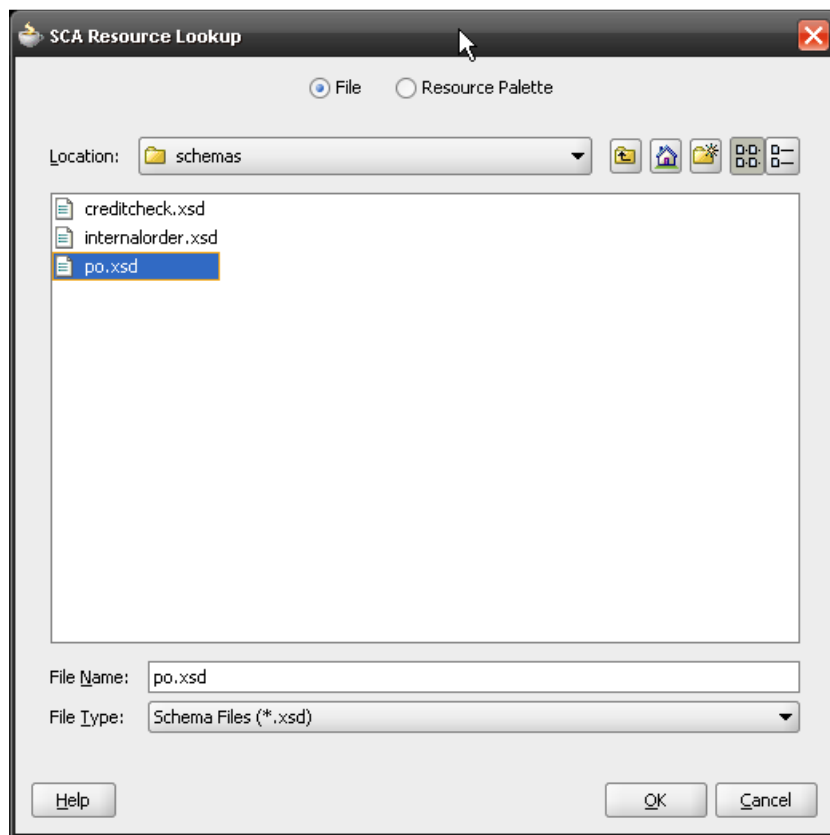 SCA Resource Lookup
File Resource Palette
Location: schemas
creditcheck.xsd
internalorder.xsd
po.xsd
File Name: po.xsd
File Type: Schema Files (*.xsd)
Help OK Cancel